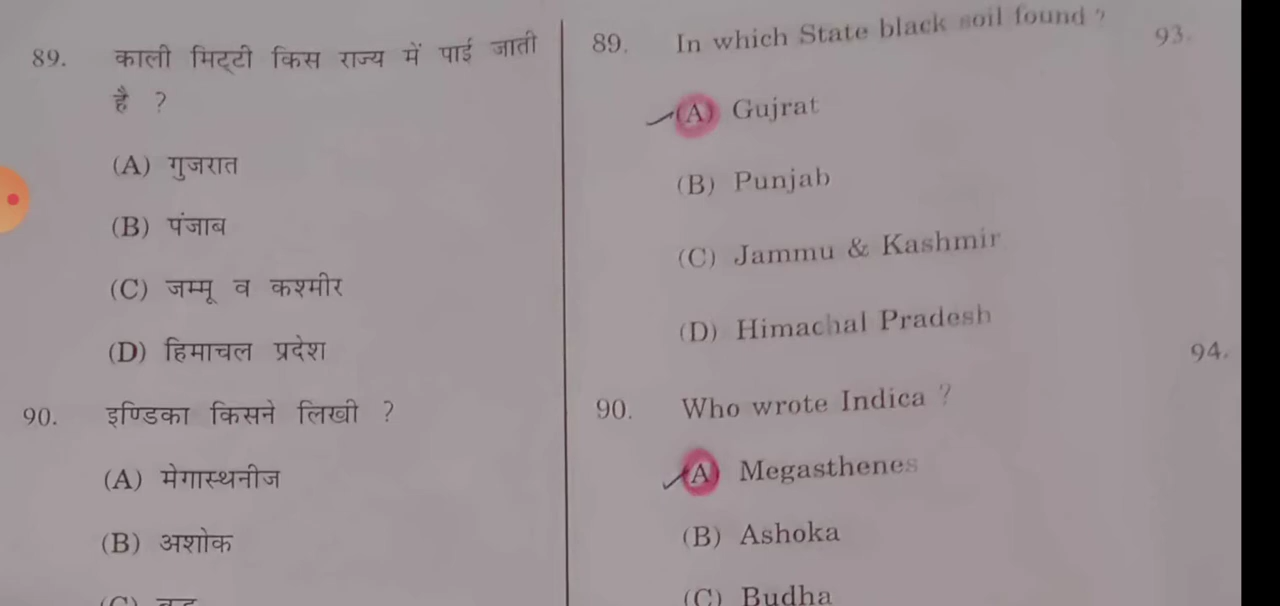 89. काली मिट्टी किस राज्य में पाई जाती
है ?
(A) गुजरात
(B) पंजाब
(C) जम्मू व कश्मीर
(D) हिमाचल प्रदेश
90. इण्डिका किसने लिखी ?
(A) मेगास्थनीज
(B) अशोक
89. In which State black soil found ?
(A) Gujrat
(B) Punjab
(C) Jammu & Kashmir
(D) Himachal Pradesh
90. Who wrote Indica ?
(A) Megasthenes
(B) Ashoka
(C) Budha
93.
94.